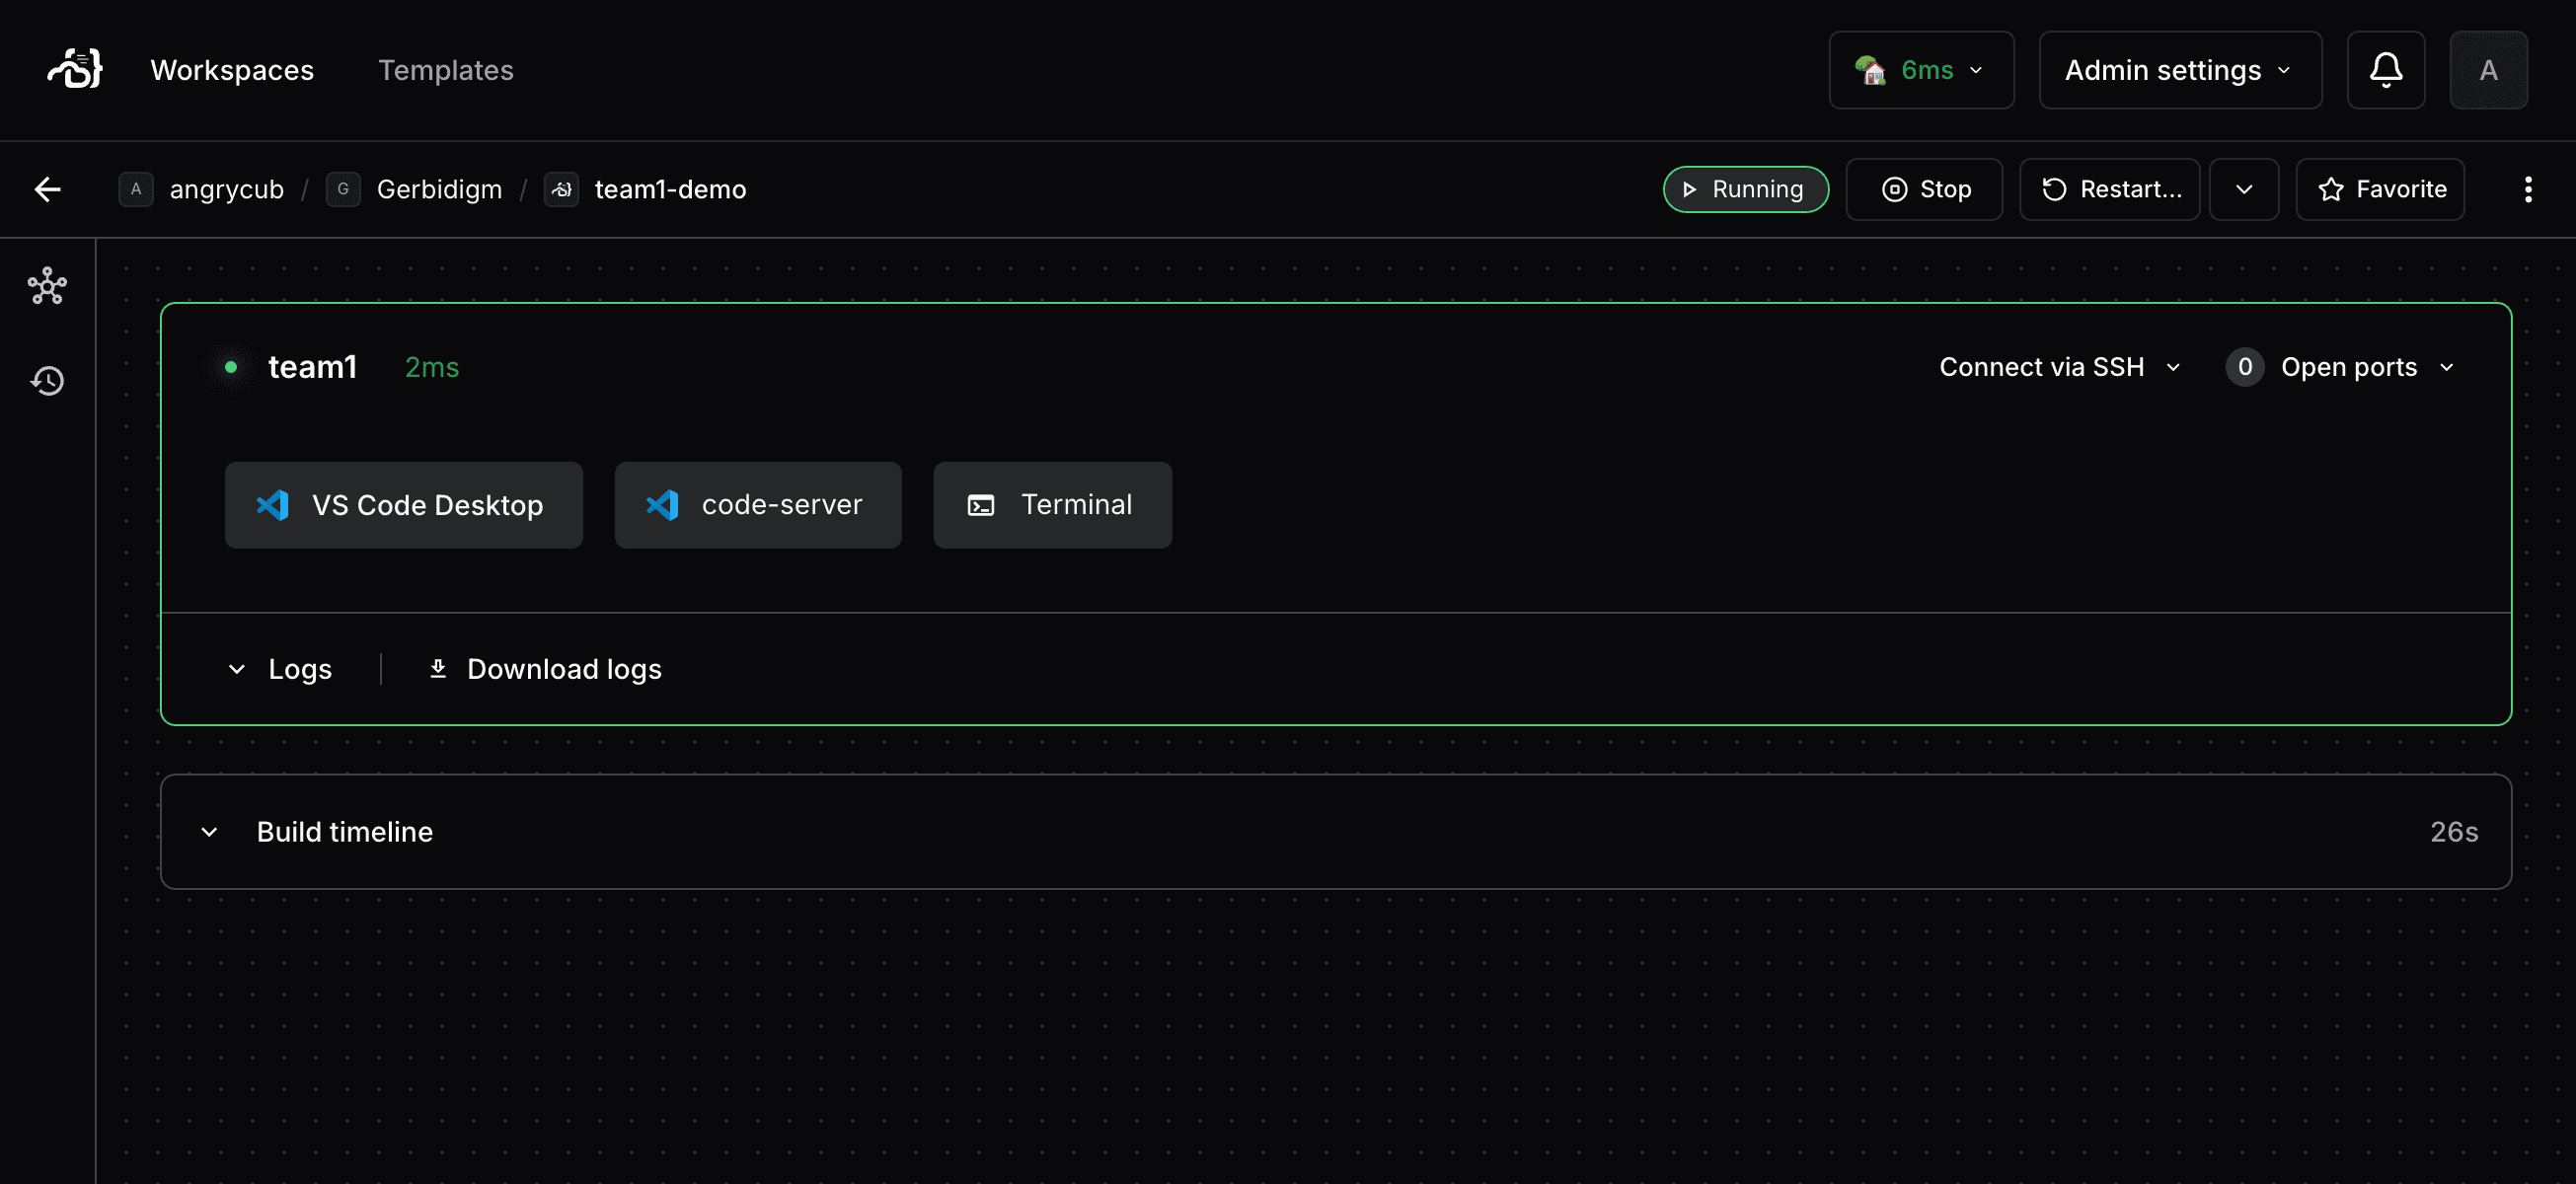 Workspaces Templates 6ms Admin settings A
A angrycub / G Gerbidigm / team1-demo Running Stop Restart... Favorite
team1 2ms Connect via SSH 0 Open ports
VS Code Desktop code-server Terminal
Logs Download logs
Build timeline 26s